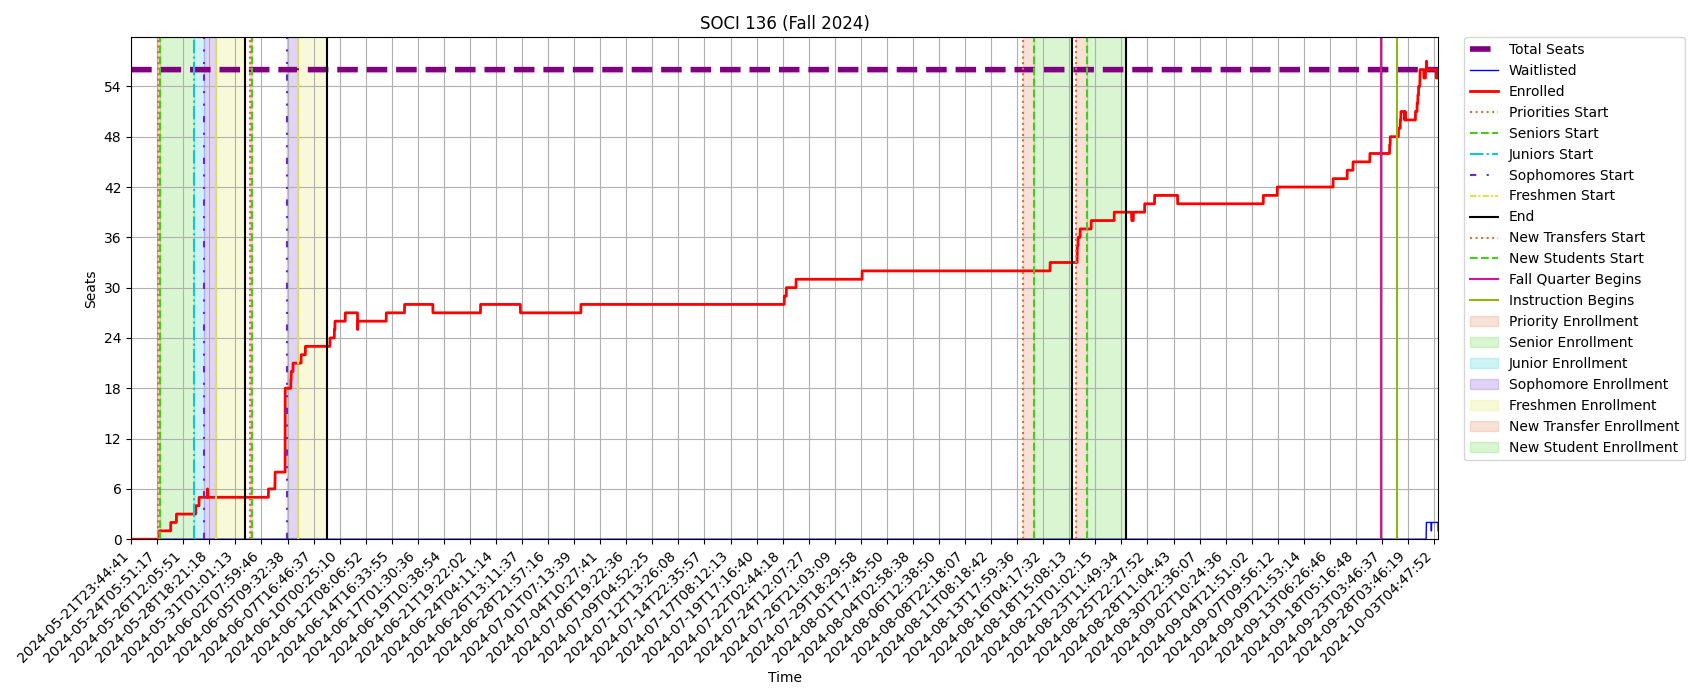 SOCI 136 (Fall 2024)
Seats
54
48
42
36
30
24
18
12
6
0
2024-05-21T23:44:41
2024-05-24T05:51:17
2024-05-26T12:05:51
2024-05-28T18:21:18
2024-05-31T01:01:13
2024-06-02T07:59:46
2024-06-05T09:32:38
2024-06-07T16:46:37
2024-06-10T00:25:10
2024-06-12T08:06:52
2024-06-14T16:33:55
2024-06-17T01:30:36
2024-06-19T10:38:54
2024-06-21T19:22:02
2024-06-24T04:11:14
2024-06-26T13:11:37
2024-06-28T21:57:16
2024-07-01T07:13:39
2024-07-04T10:27:41
2024-07-06T19:22:36
2024-07-09T04:52:25
2024-07-12T13:26:08
2024-07-14T22:35:57
2024-07-17T08:12:13
2024-07-19T17:16:40
2024-07-22T02:44:18
2024-07-24T12:07:27
2024-07-26T21:03:09
2024-07-29T18:29:58
2024-08-01T17:45:50
2024-08-04T02:58:38
2024-08-06T12:38:50
2024-08-08T22:18:07
2024-08-11T08:18:42
2024-08-13T17:59:36
2024-08-16T04:17:32
2024-08-18T15:08:13
2024-08-21T01:02:15
2024-08-23T11:49:34
2024-08-25T22:27:52
2024-08-28T11:04:43
2024-08-30T22:36:07
2024-09-02T10:24:36
2024-09-04T21:51:02
2024-09-07T09:56:12
2024-09-09T21:53:14
2024-09-13T06:26:46
2024-09-18T05:16:48
2024-09-23T03:46:37
2024-09-28T03:46:19
2024-10-03T04:47:52
Time
Total Seats
Waitlisted
Enrolled
Priorities Start
Seniors Start
Juniors Start
Sophomores Start
Freshmen Start
End
New Transfers Start
New Students Start
Fall Quarter Begins
Instruction Begins
Priority Enrollment
Senior Enrollment
Junior Enrollment
Sophomore Enrollment
Freshmen Enrollment
New Transfer Enrollment
New Student Enrollment